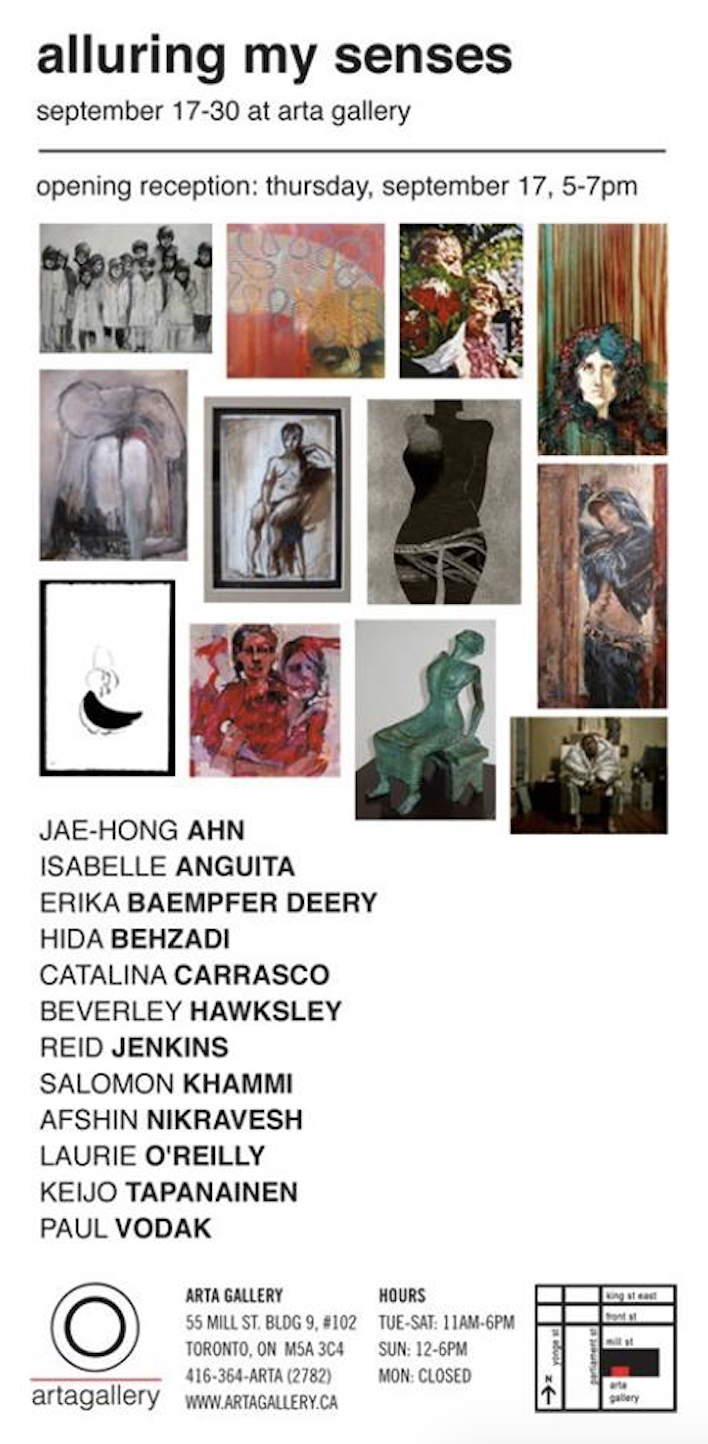 alluring my senses
september 17-30 at arta gallery
opening reception: thursday, september 17, 5-7pm
JAE-HONG AHN
ISABELLE ANGUITA
ERIKA BAEMPFER DEERY
HIDA BEHZADI
CATALINA CARRASCO
BEVERLEY HAWKSLEY
REID JENKINS
SALOMON KHAMMI
AFSHIN NIKRAVESH
LAURIE O'REILLY
KEIJO TAPANAINEN
PAUL VODAK
artagallery
ARTA GALLERY
55 MILL ST. BLDG 9, #102
TORONTO, ON M5A 3C4
416-364-ARTA (2782)
WWW.ARTAGALLERY.CA
HOURS
TUE-SAT: 11AM-6PM
SUN: 12-6PM
MON: CLOSED
king st east
front st
yonge st
parliament st
mill st
N
arta
gallery